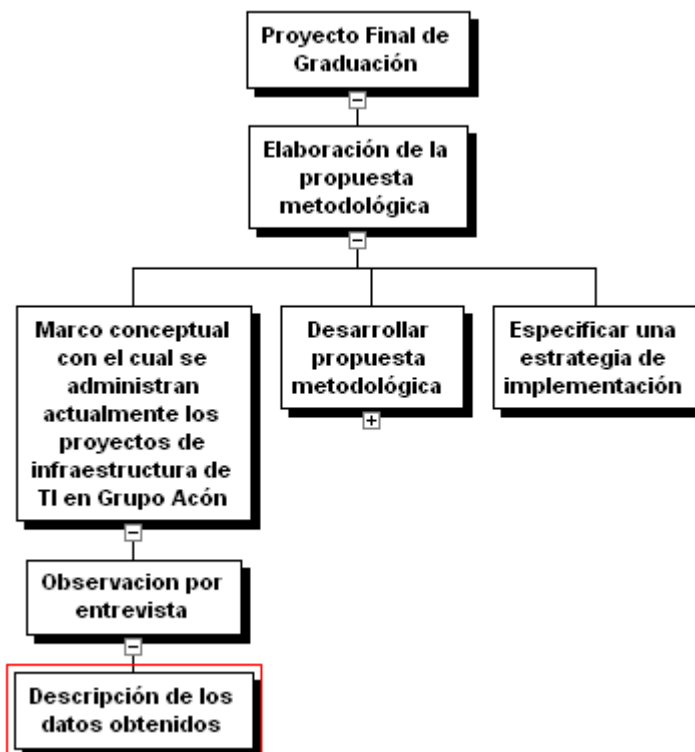 Proyecto Final de
Graduación
Elaboración de la
propuesta
metodológica
Marco conceptual
con el cual se
administran
actualmente los
proyectos de
infraestructura de
TI en Grupo Acón
Desarrollar
propuesta
metodológica
Especificar una
estrategia de
implementación
Observacion por
entrevista
Descripción de los
datos obtenidos